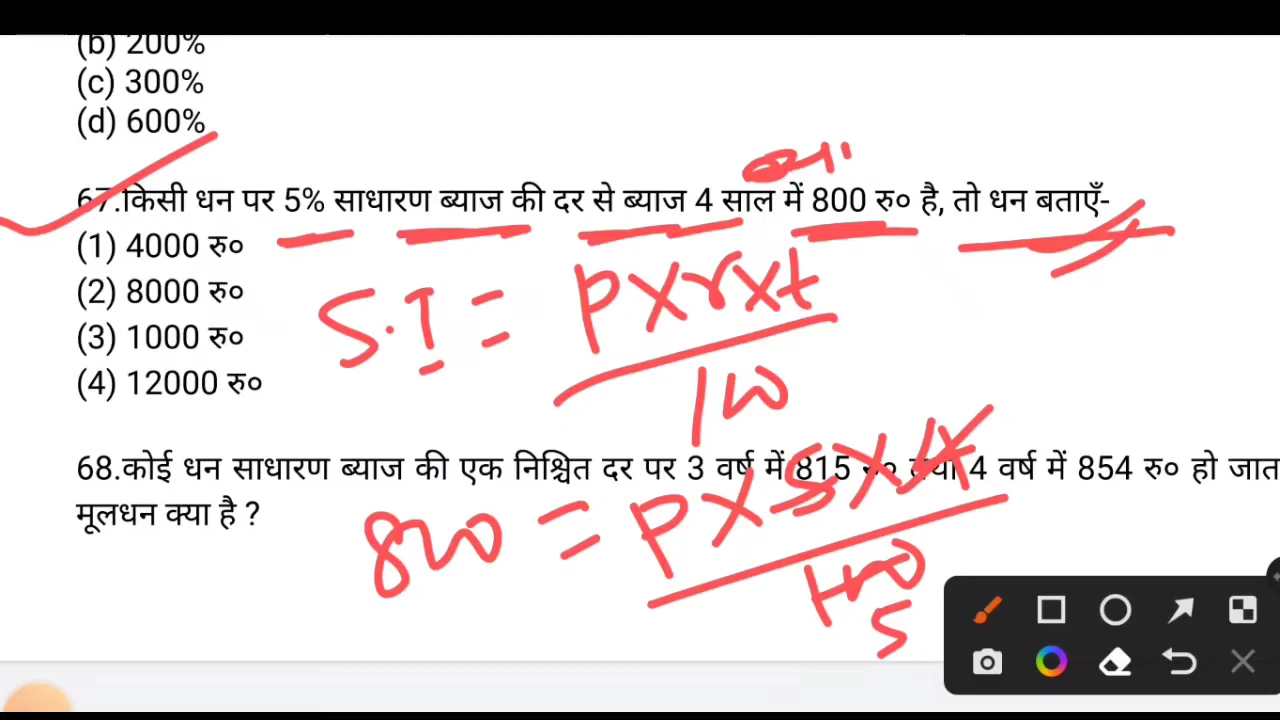 (b) 200%
(c) 300%
(d) 600%
67.किसी धन पर 5% साधारण ब्याज की दर से ब्याज 4 साल में 800 रु० है, तो धन बताएँ-
(1) 4000 रु०
(2) 8000 रु०
(3) 1000 रु०
(4) 12000 रु०
S.I = P X r X t
100
68.कोई धन साधारण ब्याज की एक निश्चित दर पर 3 वर्ष में 815 रु० तथा 4 वर्ष में 854 रु० हो जात
मूलधन क्या है ?
800 = P X 5 X 4
100
5